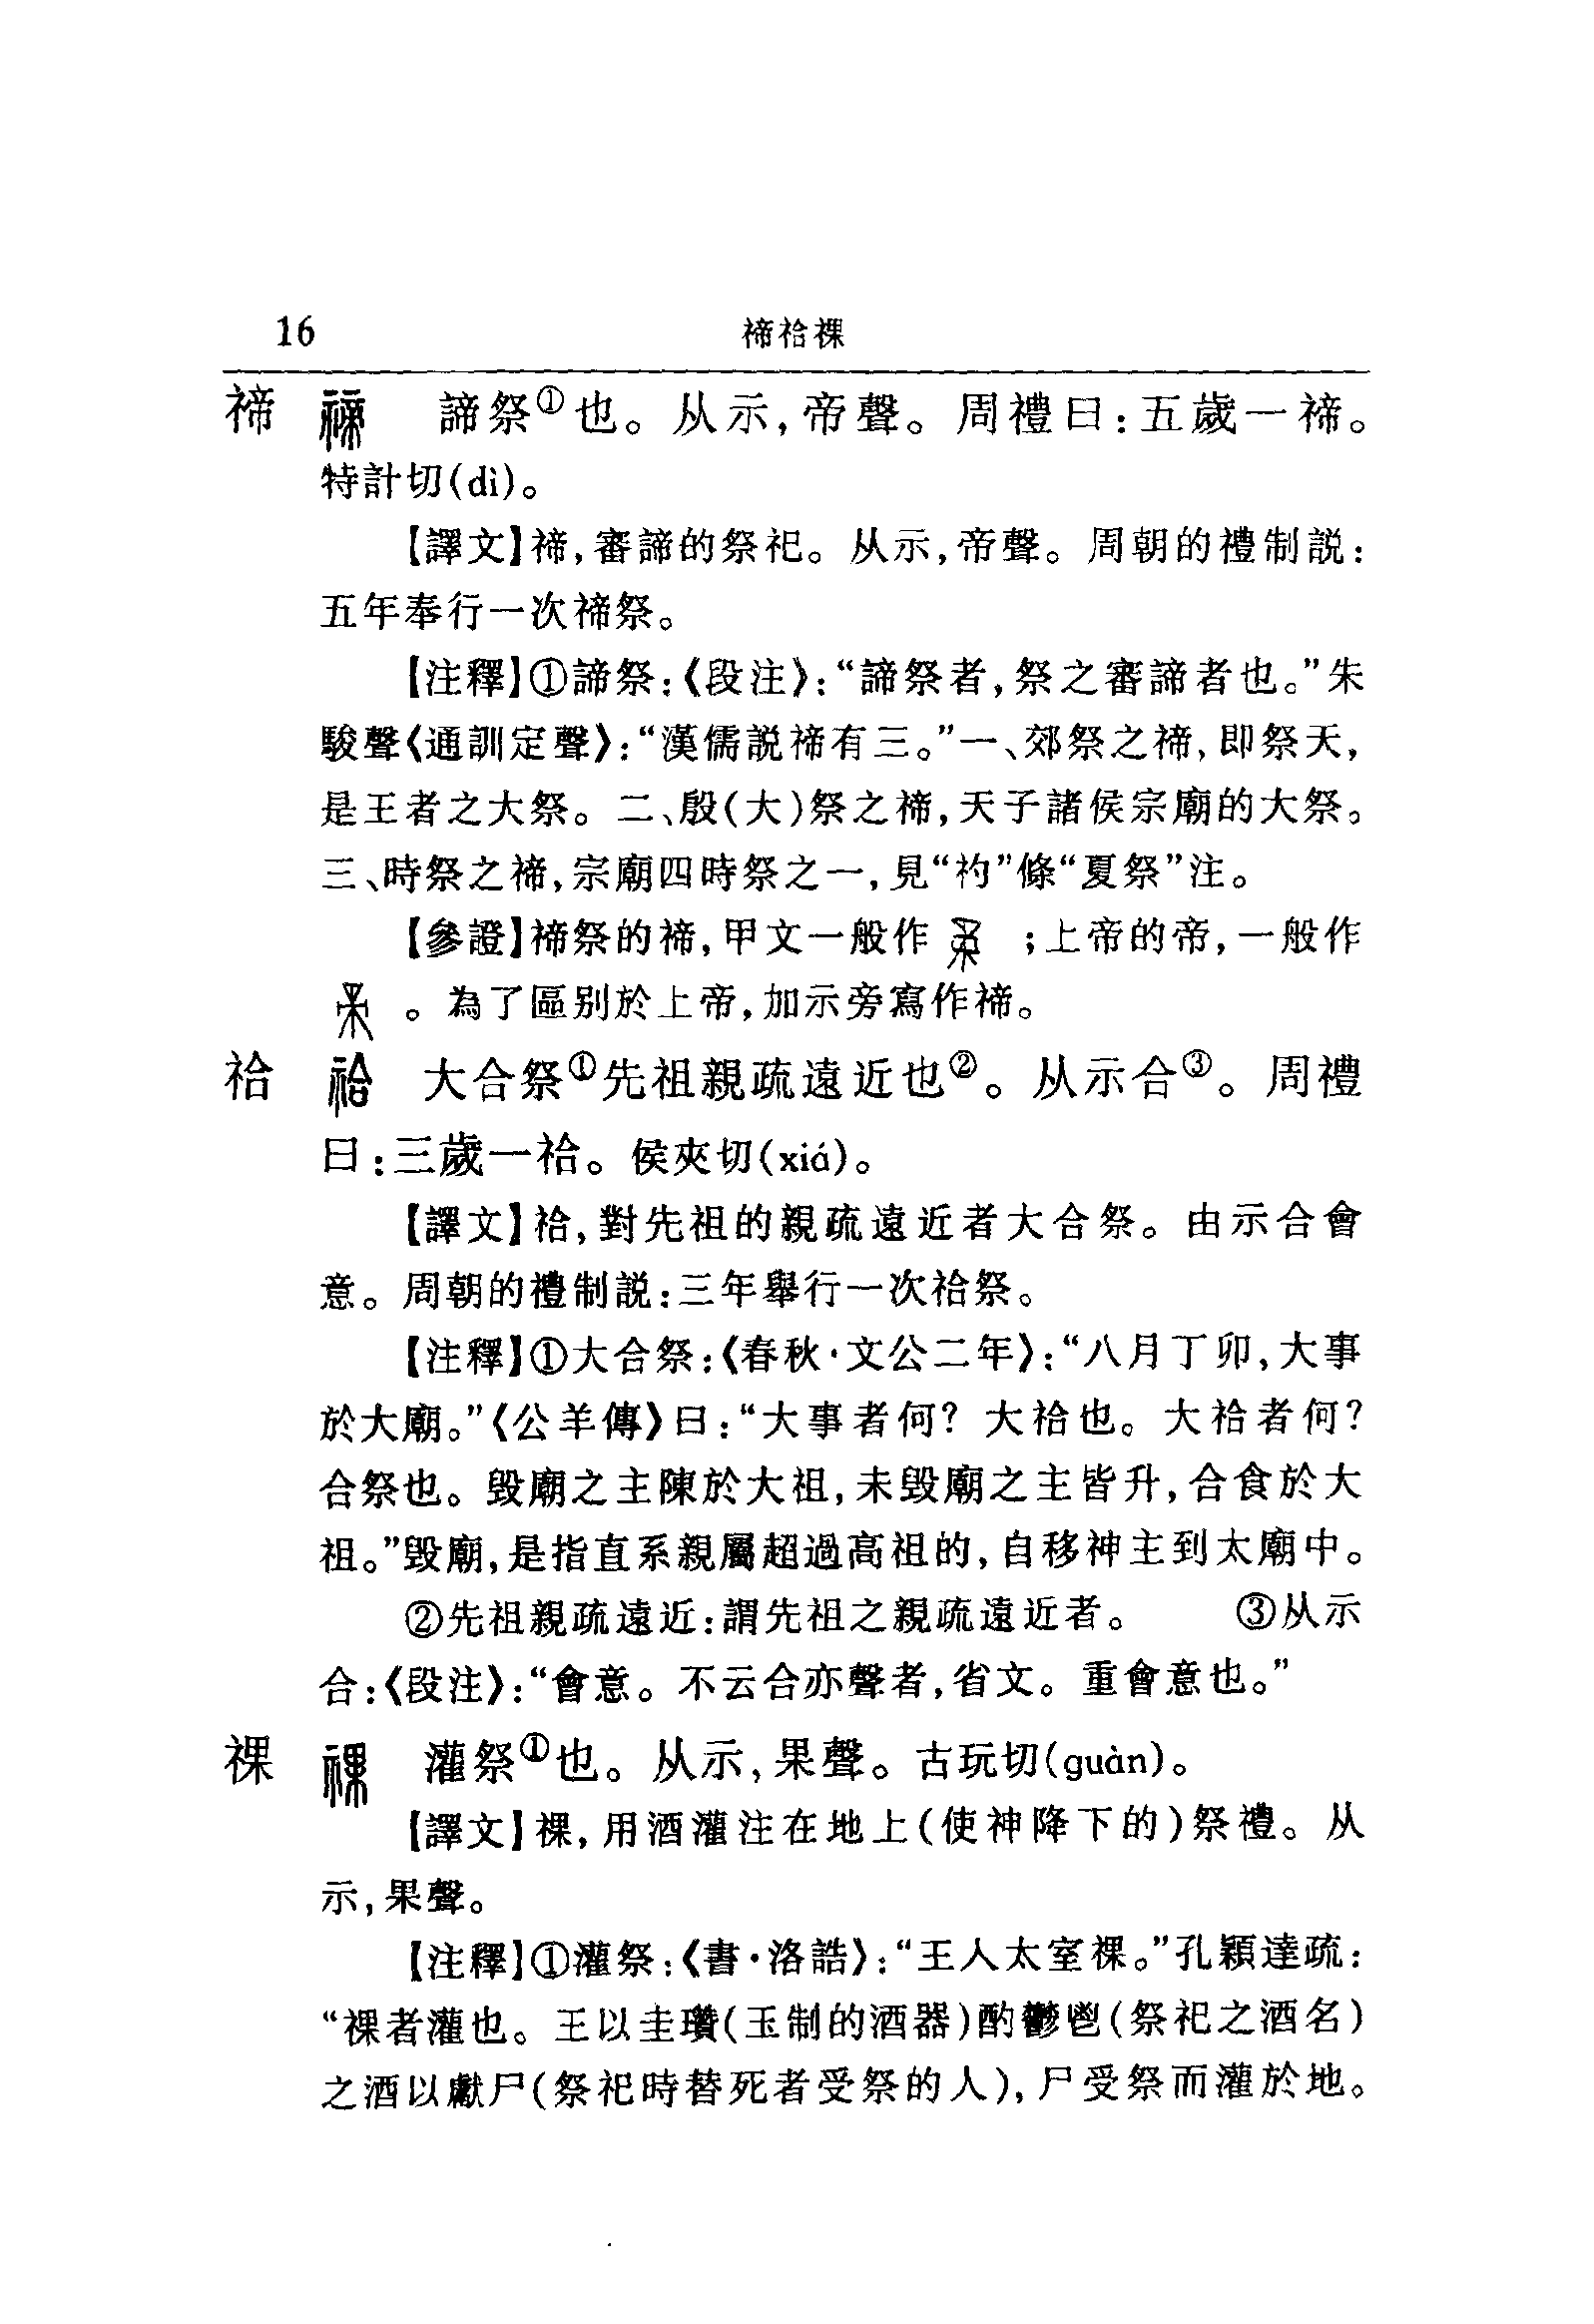 16 禘祫祼
禘 諦祭①也。从示,帝聲。周禮曰:五歲一禘。
特計切(dì)。
【譯文】禘,審諦的祭祀。从示,帝聲。周朝的禮制説:
五年奉行一次禘祭。
【注釋】①諦祭:《段注》:“諦祭者,祭之審諦者也。”朱
駿聲《通訓定聲》:“漢儒説禘有三。”一、郊祭之禘,即祭天,
是王者之大祭。二、殷(大)祭之禘,天子諸侯宗廟的大祭。
三、時祭之禘,宗廟四時祭之一,見“礿”條“夏祭”注。
【參證】禘祭的禘,甲文一般作 ;上帝的帝,一般作
。為了區别於上帝,加示旁寫作禘。
祫 大合祭①先祖親疏遠近也②。从示合③。周禮
曰:三歲一祫。侯夾切(xiá)。
【譯文】祫,對先祖的親疏遠近者大合祭。由示合會
意。周朝的禮制説:三年舉行一次祫祭。
【注釋】①大合祭:《春秋·文公二年》:“八月丁卯,大事
於大廟。”《公羊傳》曰:“大事者何? 大祫也。大祫者何?
合祭也。毀廟之主陳於大祖,未毀廟之主皆升,合食於大
祖。”毀廟,是指直系親屬超過高祖的,自移神主到太廟中。
②先祖親疏遠近:謂先祖之親疏遠近者。 ③从示
合:《段注》:“會意。不云合亦聲者,省文。重會意也。”
祼 灌祭①也。从示,果聲。古玩切(guàn)。
【譯文】祼,用酒灌注在地上(使神降下的)祭禮。从
示,果聲。
【注釋】①灌祭:《書·洛誥》:“王人太室祼。”孔穎達疏:
“祼者灌也。王以圭瓚(玉制的酒器)酌鬱鬯(祭祀之酒名)
之酒以獻尸(祭祀時替死者受祭的人),尸受祭而灌於地。